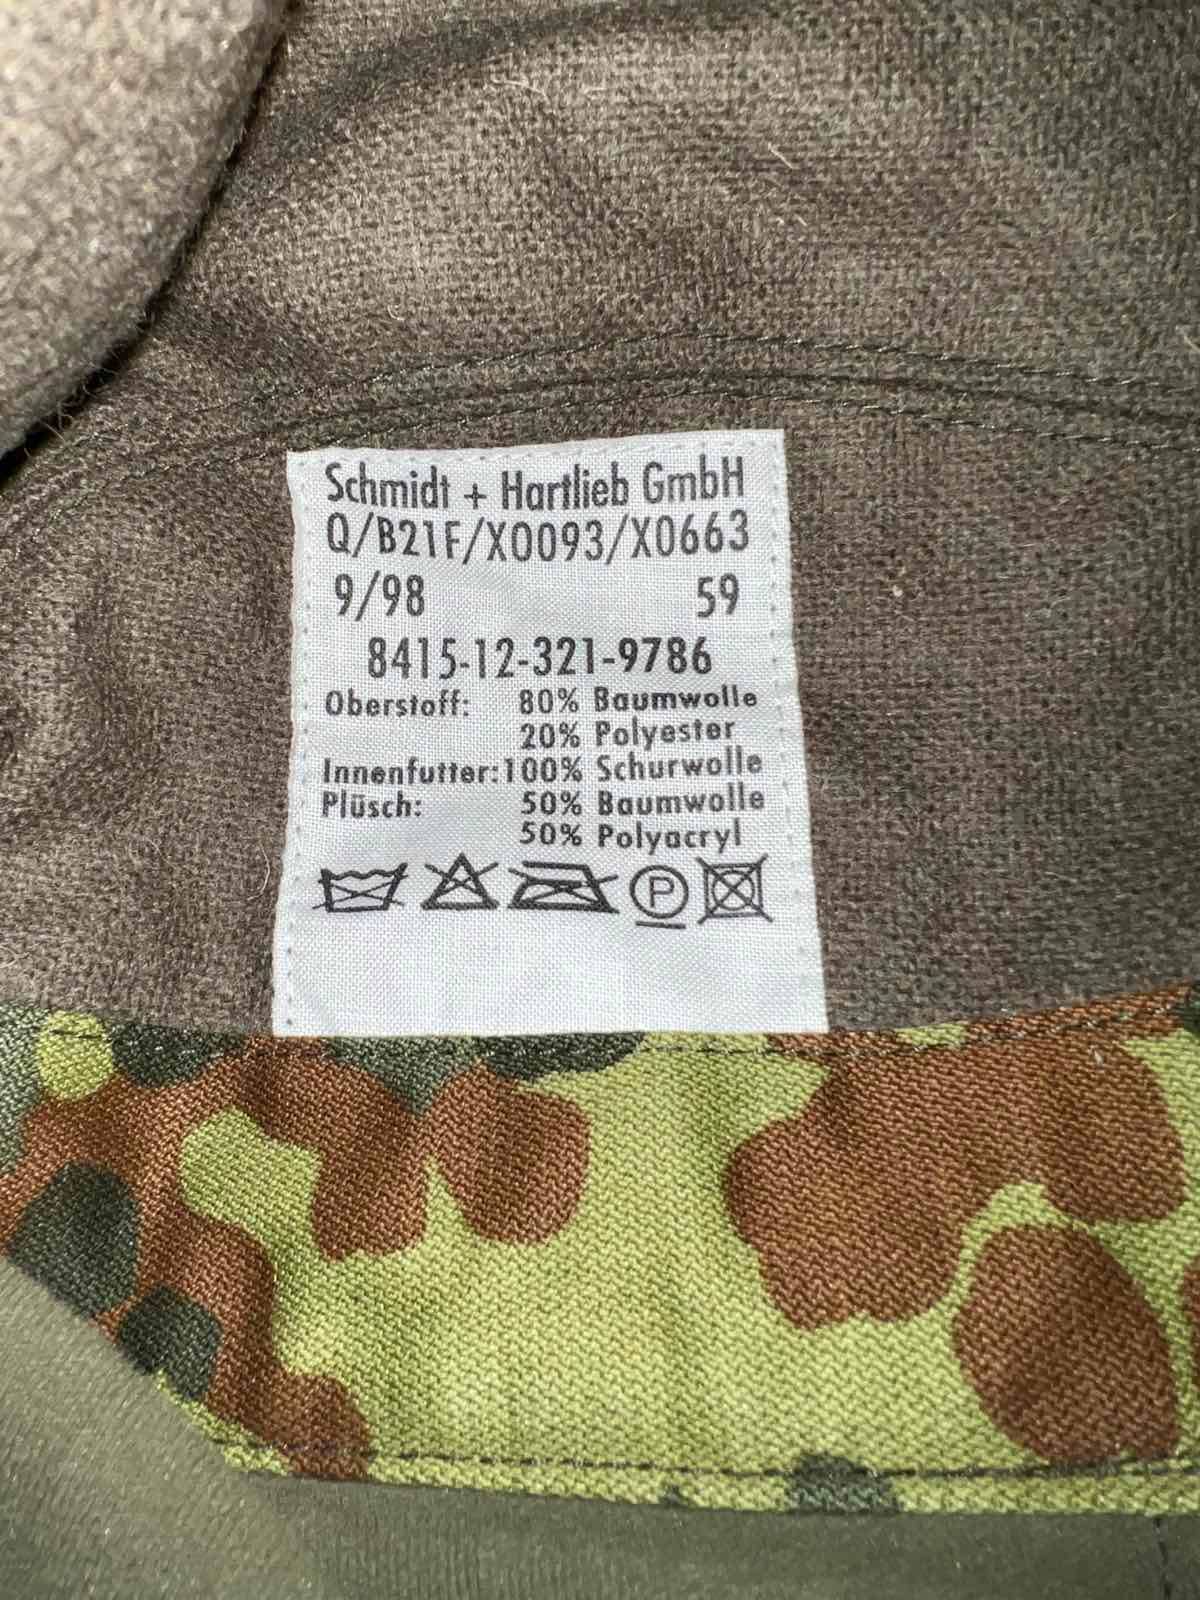 Schmidt + Hartlieb GmbH
Q/B21F/X0093/X0663
9/98 59
8415-12-321-9786
Oberstoff: 80% Baumwolle
20% Polyester
Innenfutter:100% Schurwolle
Plüsch: 50% Baumwolle
50% Polyacryl
P